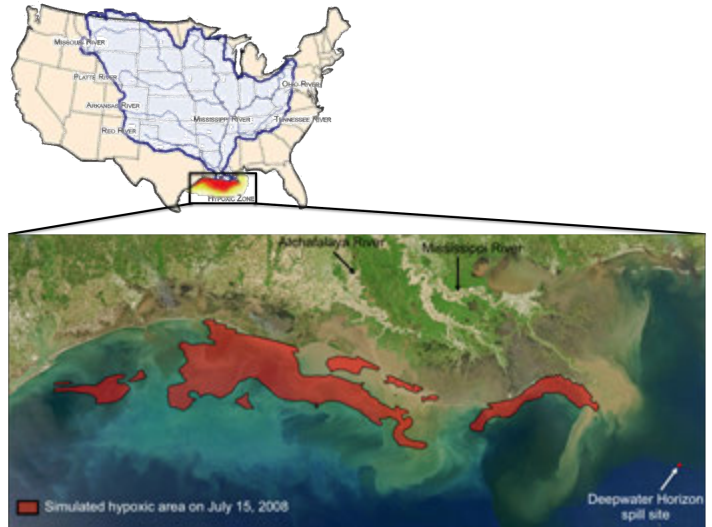 MISSOURI RIVER
PLATTE RIVER
OHIO RIVER
ARKANSAS RIVER
MISSISSIPPI RIVER
TENNESSEE RIVER
RED RIVER
HYPOXIC ZONE
Atchafalaya River
Mississippi River
Simulated hypoxic area on July 15, 2008
Deepwater Horizon
spill site